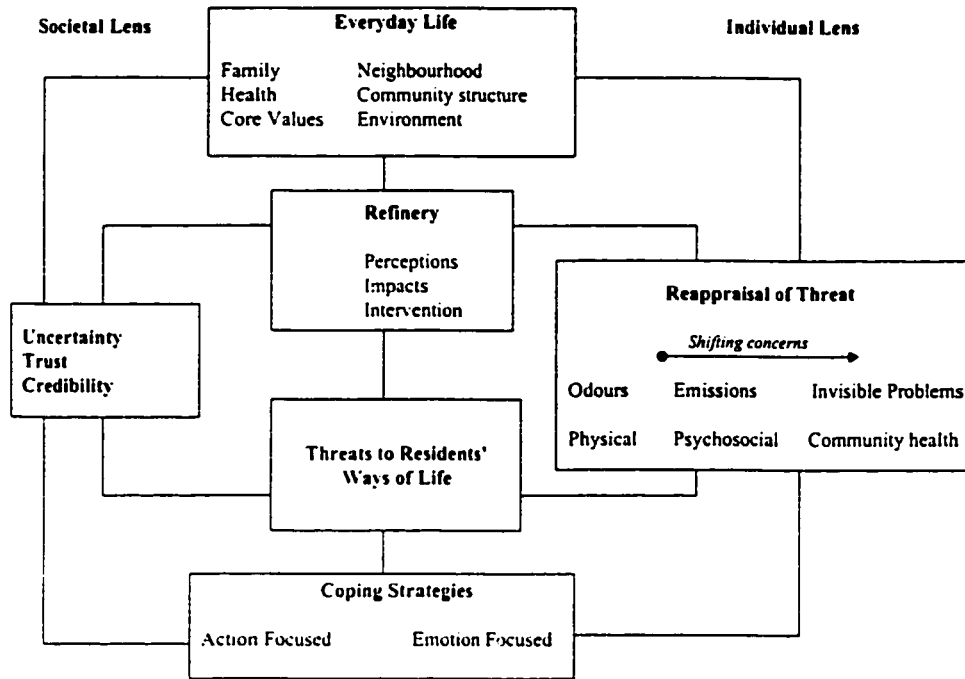 Societal Lens
Everyday Life
Individual Lens
Family Neighbourhood
Health Community structure
Core Values Environment
Refinery
Perceptions
Impacts
Intervention
Uncertainty
Trust
Credibility
Reappraisal of Threat
Shifting concerns
Odours Emissions Invisible Problems
Physical Psychosocial Community health
Threats to Residents'
Ways of Life
Coping Strategies
Action Focused Emotion Focused